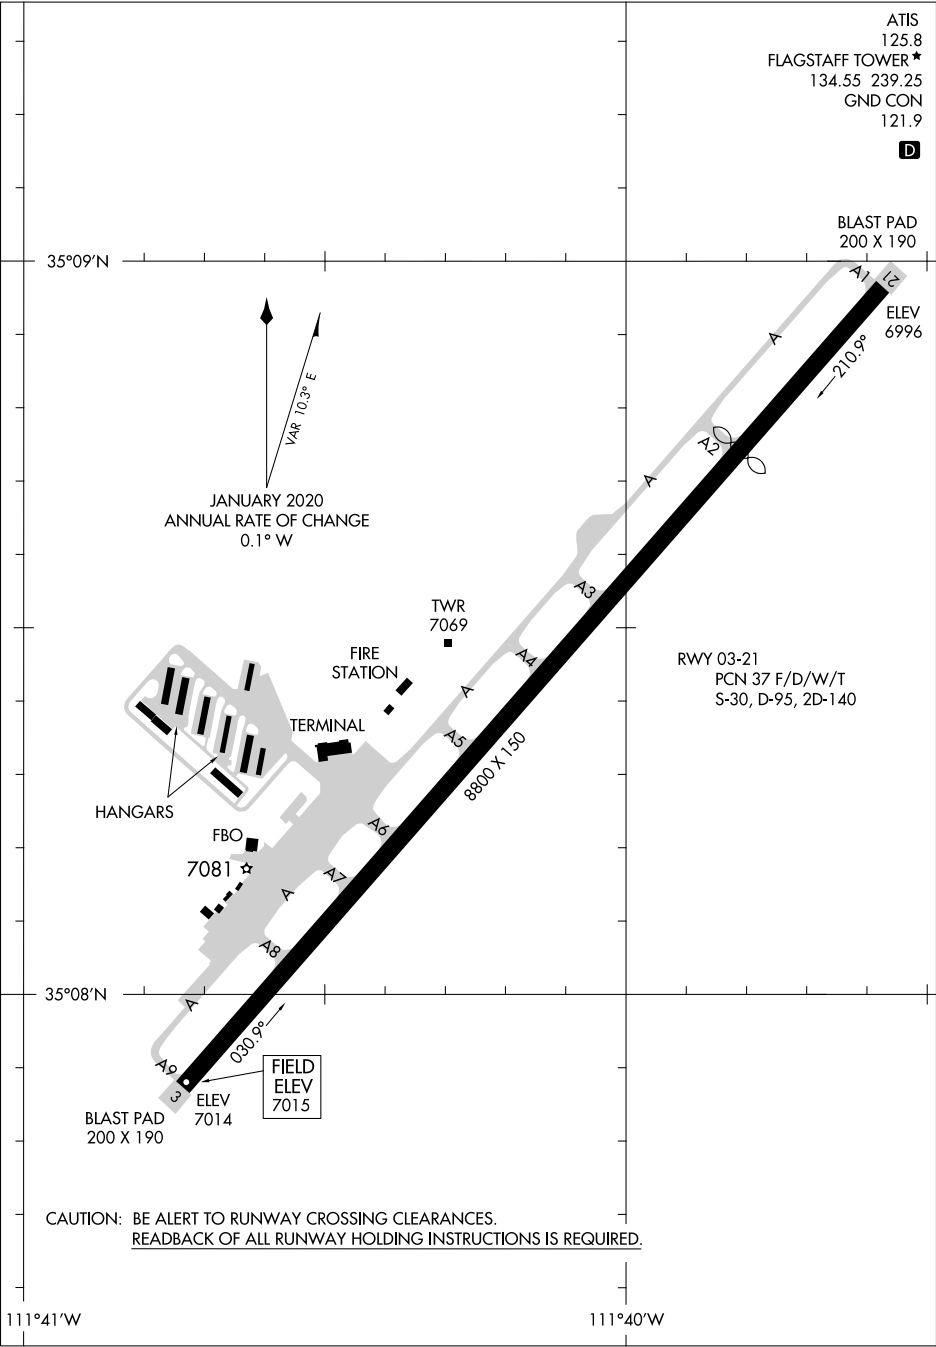 ATIS
125.8
FLAGSTAFF TOWER★
134.55 239.25
GND CON
121.9
D
BLAST PAD
200 X 190
35°09'N
A1
21
ELEV
6996
A
210.9°
VAR 10.3° E
A2
A
JANUARY 2020
ANNUAL RATE OF CHANGE
0.1° W
A3
TWR
7069
FIRE
STATION
A4
RWY 03-21
PCN 37 F/D/W/T
S-30, D-95, 2D-140
A
TERMINAL
A5
8800 X 150
HANGARS
A6
FBO
7081
A7
A
A8
35°08'N
A
030.9°
A9
FIELD
ELEV
7015
3
ELEV
7014
BLAST PAD
200 X 190
CAUTION: BE ALERT TO RUNWAY CROSSING CLEARANCES.
READBACK OF ALL RUNWAY HOLDING INSTRUCTIONS IS REQUIRED.
111°41'W
111°40'W